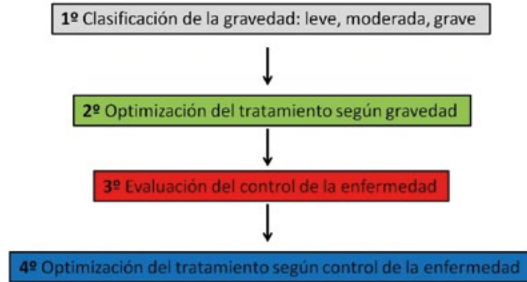 1º Clasificación de la gravedad: leve, moderada, grave
2º Optimización del tratamiento según gravedad
3º Evaluación del control de la enfermedad
4º Optimización del tratamiento según control de la enfermedad